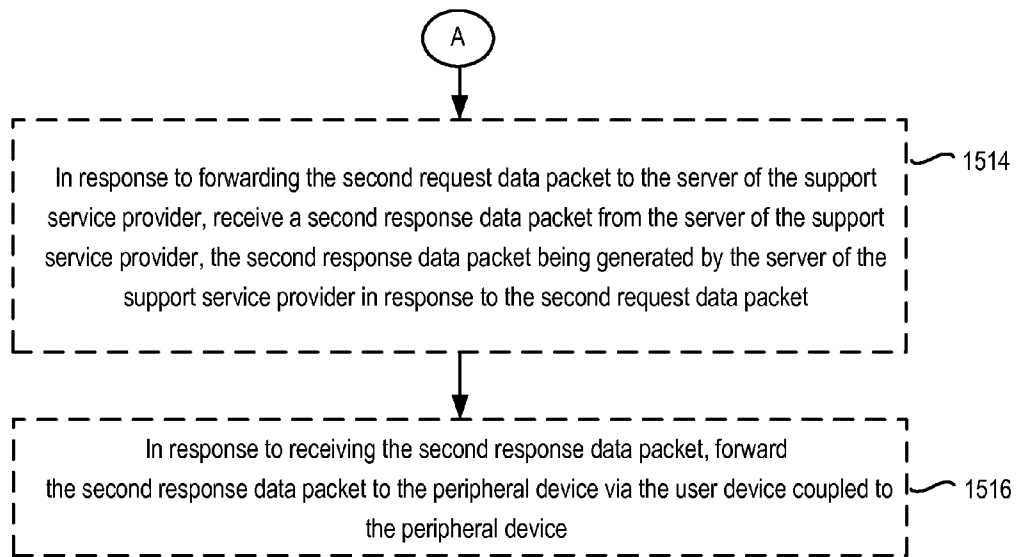 A
In response to forwarding the second request data packet to the server of the support
service provider, receive a second response data packet from the server of the support
service provider, the second response data packet being generated by the server of the
support service provider in response to the second request data packet
1514
In response to receiving the second response data packet, forward
the second response data packet to the peripheral device via the user device coupled to
the peripheral device
1516